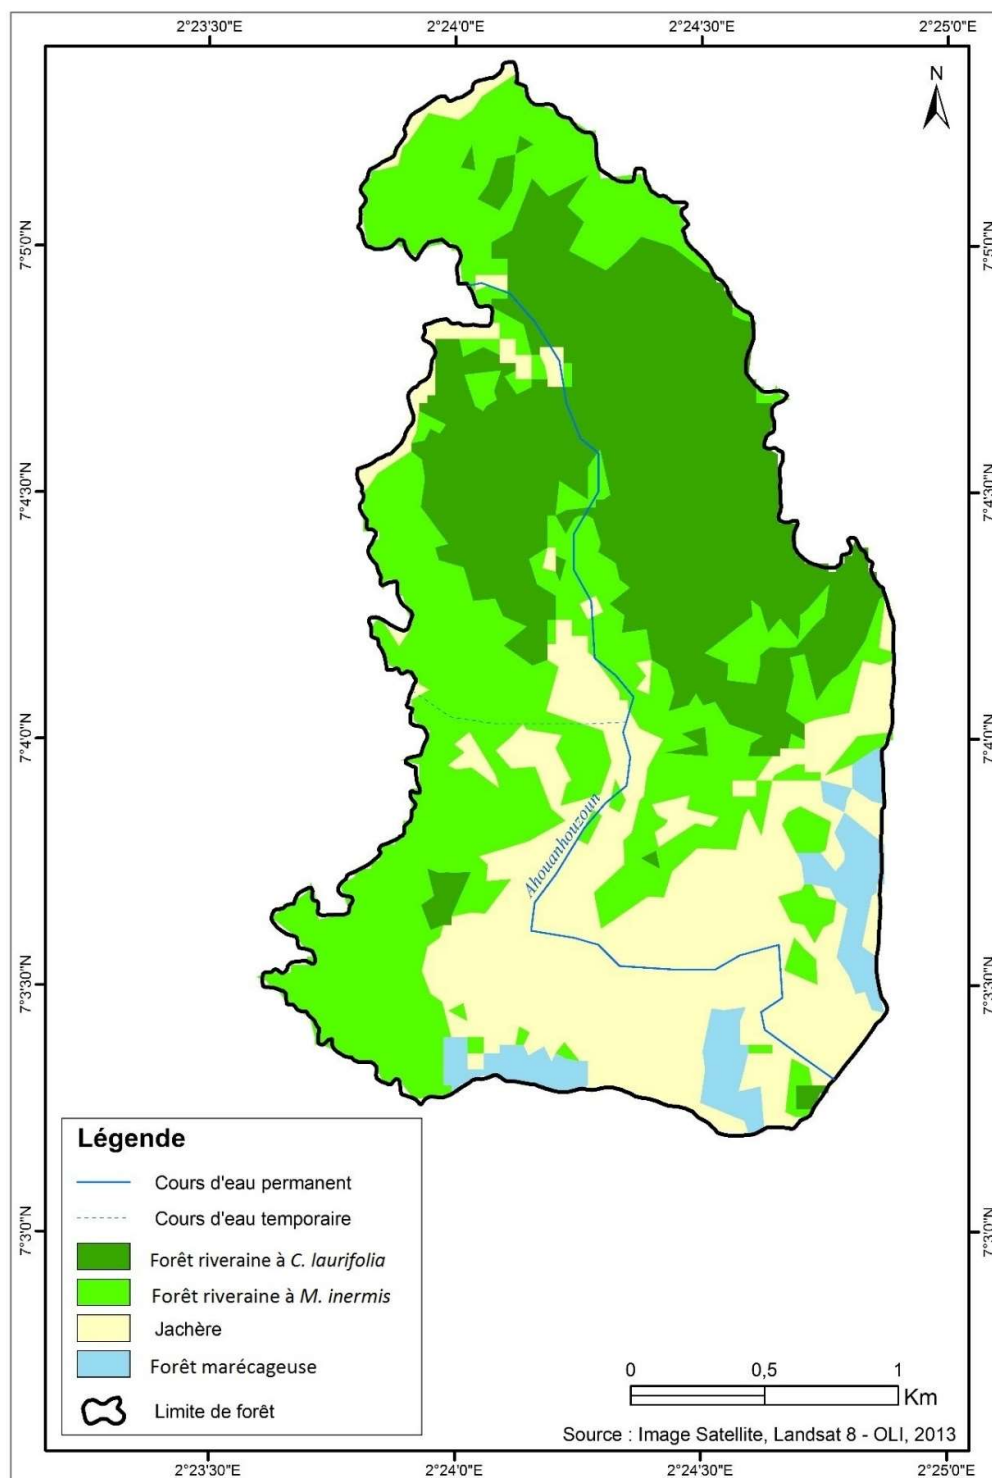 2°23'30"E
2°24'0"E
2°24'30"E
2°25'0"E
N
7°5'0"N
7°5'0"N
7°4'30"N
7°4'30"N
7°4'0"N
7°4'0"N
Ahouanhouzoun
7°3'30"N
7°3'30"N
7°3'0"N
7°3'0"N
Légende
Cours d'eau permanent
Cours d'eau temporaire
Forêt riveraine à C. laurifolia
Forêt riveraine à M. inermis
Jachère
Forêt marécageuse
Limite de forêt
0 0,5 1
Km
Source : Image Satellite, Landsat 8 - OLI, 2013
2°23'30"E
2°24'0"E
2°24'30"E
2°25'0"E